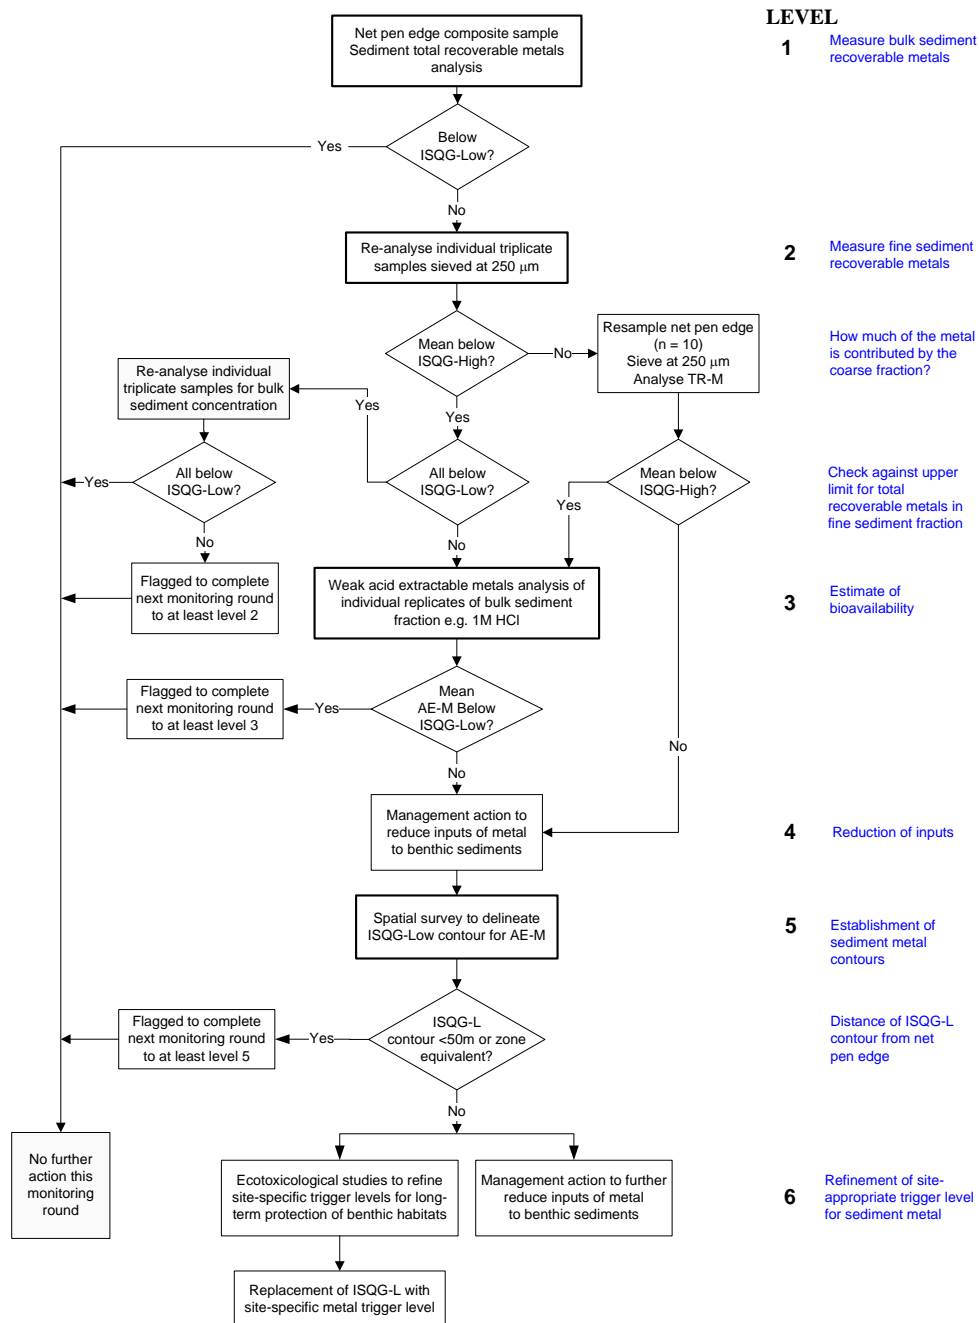 LEVEL
Net pen edge composite sample
Sediment total recoverable metals
analysis
1
Measure bulk sediment
recoverable metals
Below
ISQG-Low?
Yes
No
Re-analyse individual triplicate
samples sieved at 250 μm
2
Measure fine sediment
recoverable metals
Mean below
ISQG-High?
No
Resample net pen edge
(n = 10)
Sieve at 250 μm
Analyse TR-M
How much of the metal
is contributed by the
coarse fraction?
Re-analyse individual
triplicate samples for bulk
sediment concentration
Yes
Yes
All below
ISQG-Low?
Yes
All below
ISQG-Low?
Mean below
ISQG-High?
Check against upper
limit for total
recoverable metals in
fine sediment fraction
Yes
No
No
Flagged to complete
next monitoring round
to at least level 2
Weak acid extractable metals analysis of
individual replicates of bulk sediment
fraction e.g. 1M HCl
3
Estimate of
bioavailability
Flagged to complete
next monitoring round
to at least level 3
Yes
Mean
AE-M Below
ISQG-Low?
No
No
Management action to
reduce inputs of metal
to benthic sediments
4
Reduction of inputs
Spatial survey to delineate
ISQG-Low contour for AE-M
5
Establishment of
sediment metal
contours
Flagged to complete
next monitoring round
to at least level 5
Yes
ISQG-L
contour <50m or zone
equivalent?
Distance of ISQG-L
contour from net
pen edge
No
No further
action this
monitoring
round
Ecotoxicological studies to refine
site-specific trigger levels for long-
term protection of benthic habitats
Management action to further
reduce inputs of metal
to benthic sediments
6
Refinement of site-
appropriate trigger level
for sediment metal
Replacement of ISQG-L with
site-specific metal trigger level